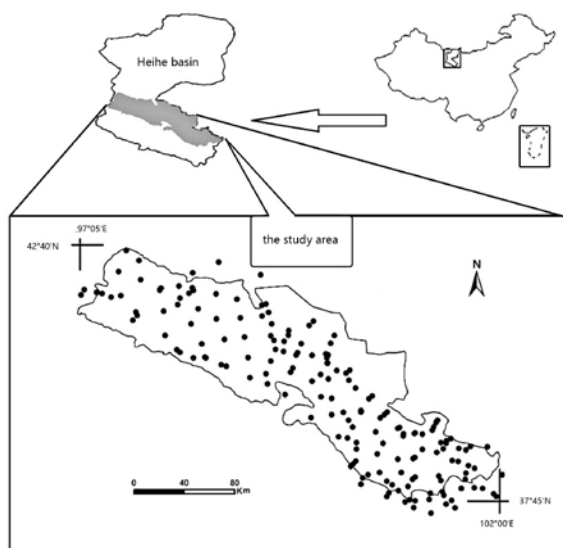 Heihe basin
the study area
97°05'E
42°40'N
N
0 40 80
Km
37°45'N
102°00'E